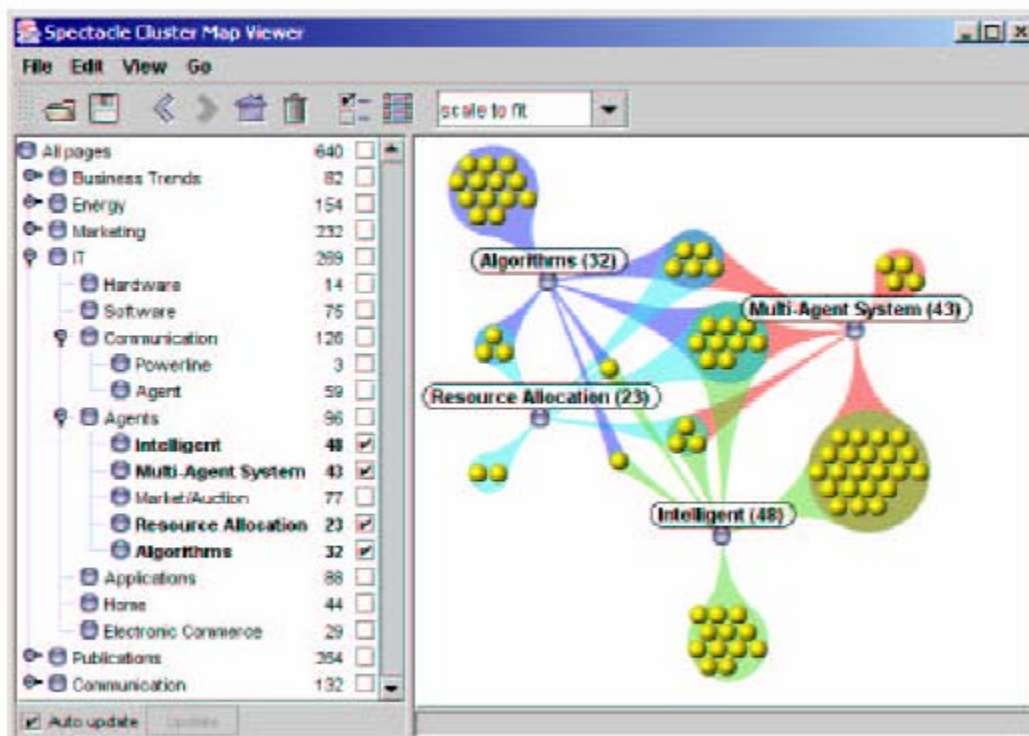 Spectacle Cluster Map Viewer
File Edit View Go
scale to fit
All pages 640
Business Trends 82
Energy 154
Marketing 232
IT 269
Hardware 14
Software 75
Communication 126
Powerline 3
Agent 59
Agents 96
Intelligent 48
Multi-Agent System 43
Market/Auction 77
Resource Allocation 23
Algorithms 32
Applications 88
Home 44
Electronic Commerce 29
Publications 264
Communication 132
Auto update Update
Algorithms (32)
Multi-Agent System (43)
Resource Allocation (23)
Intelligent (48)